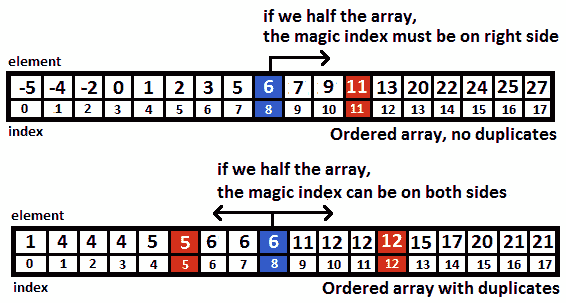 if we half the array,
the magic index must be on right side
element
-5 -4 -2 0 1 2 3 5 6 7 9 11 13 20 22 24 25 27
0 1 2 3 4 5 6 7 8 9 10 11 12 13 14 15 16 17
index Ordered array, no duplicates
if we half the array,
the magic index can be on both sides
element
1 4 4 4 5 5 6 6 6 11 12 12 12 15 17 20 21 21
0 1 2 3 4 5 6 7 8 9 10 11 12 13 14 15 16 17
index Ordered array with duplicates